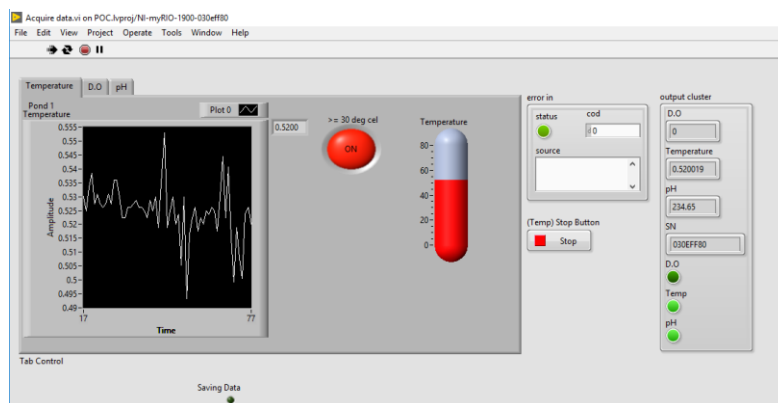 Acquire data.vi on POC.lvproj/NI-myRIO-1900-030eff80
File Edit View Project Operate Tools Window Help
Temperature D.O pH
Pond 1
Temperature
Plot 0
0.5200
>= 30 deg cel
ON
Temperature
80-
60-
40-
20-
0-
Amplitude
0.555-
0.55-
0.545-
0.54-
0.535-
0.53-
0.525-
0.52-
0.515-
0.51-
0.505-
0.5-
0.495-
0.49-
17
77
Time
error in
status
cod
0
source
(Temp) Stop Button
Stop
output cluster
D.O
0
Temperature
0.520019
pH
234.65
SN
030EFF80
D.O
Temp
pH
Tab Control
Saving Data